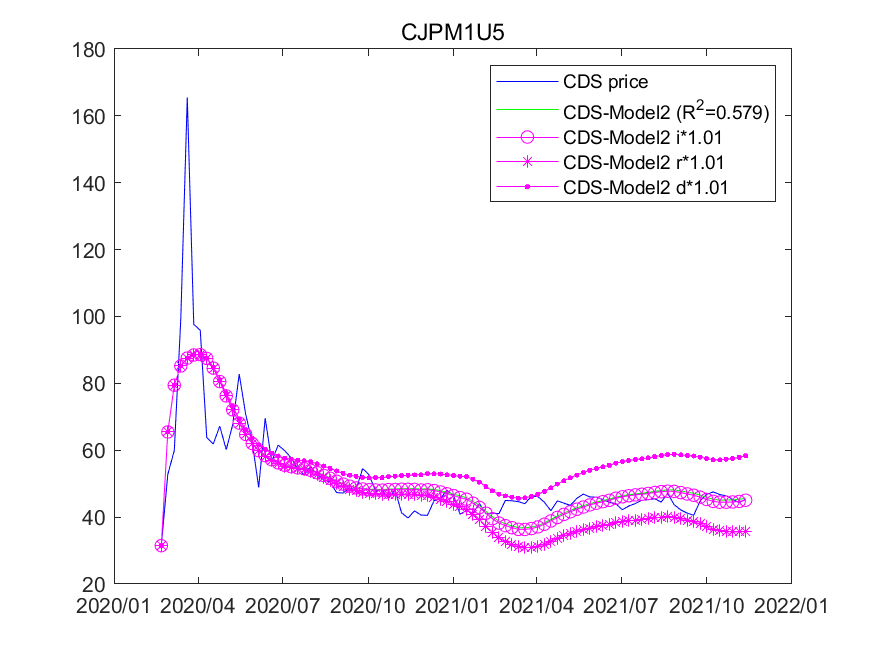 CJPM1U5
180
160
140
120
100
80
60
40
20
CDS price
CDS-Model2 (R²=0.579)
CDS-Model2 i*1.01
CDS-Model2 r*1.01
CDS-Model2 d*1.01
2020/01 2020/04 2020/07 2020/10 2021/01 2021/04 2021/07 2021/10 2022/01